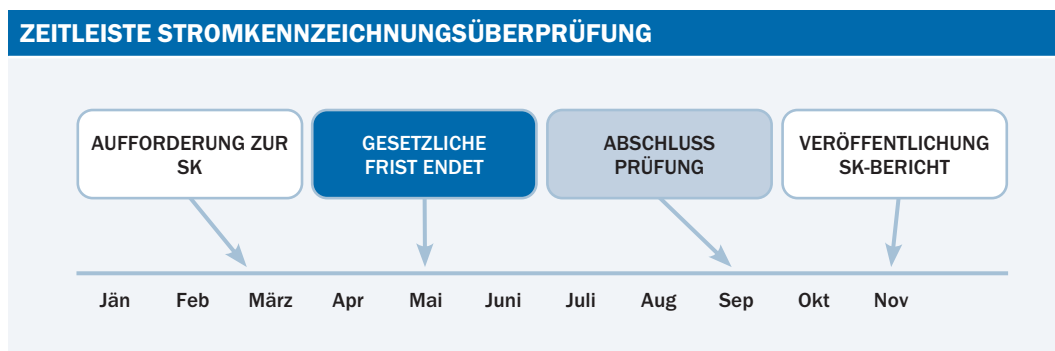 ZEITLEISTE STROMKENNZEICHNUNGSÜBERPRÜFUNG
AUFFORDERUNG ZUR
SK
GESETZLICHE
FRIST ENDET
ABSCHLUSS
PRÜFUNG
VERÖFFENTLICHUNG
SK-BERICHT
Jän Feb März Apr Mai Juni Juli Aug Sep Okt Nov